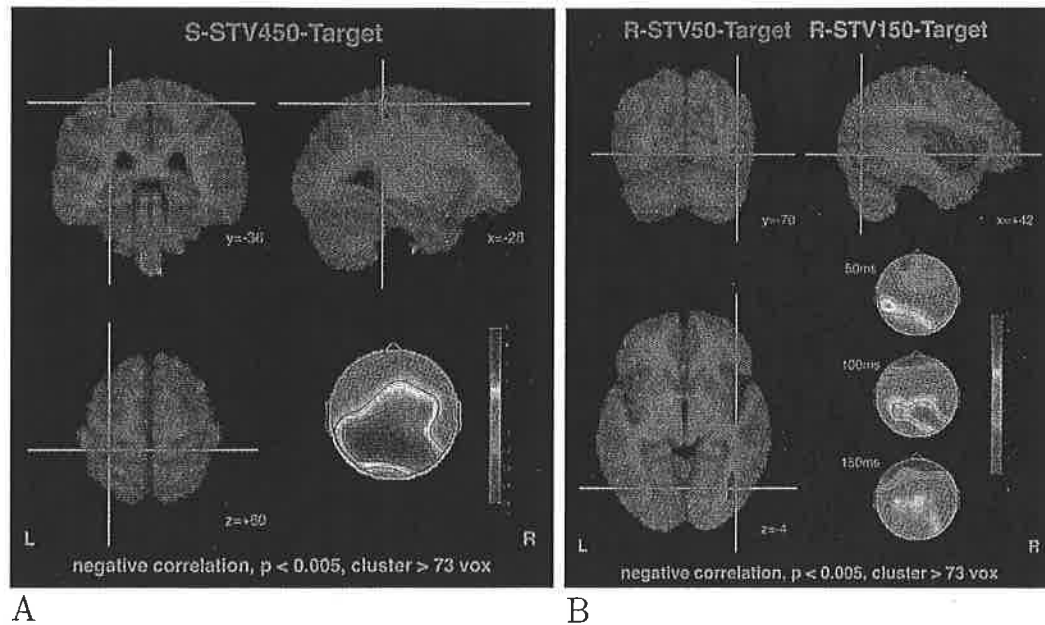 S-STV450-Target
y=-36
x=-28
z=+60
L
R
negative correlation, p < 0.005, cluster > 73 vox
A
R-STV50-Target R-STV150-Target
y=-70
x=+42
50ms
100ms
150ms
z=-4
L
R
negative correlation, p < 0.005, cluster > 73 vox
B